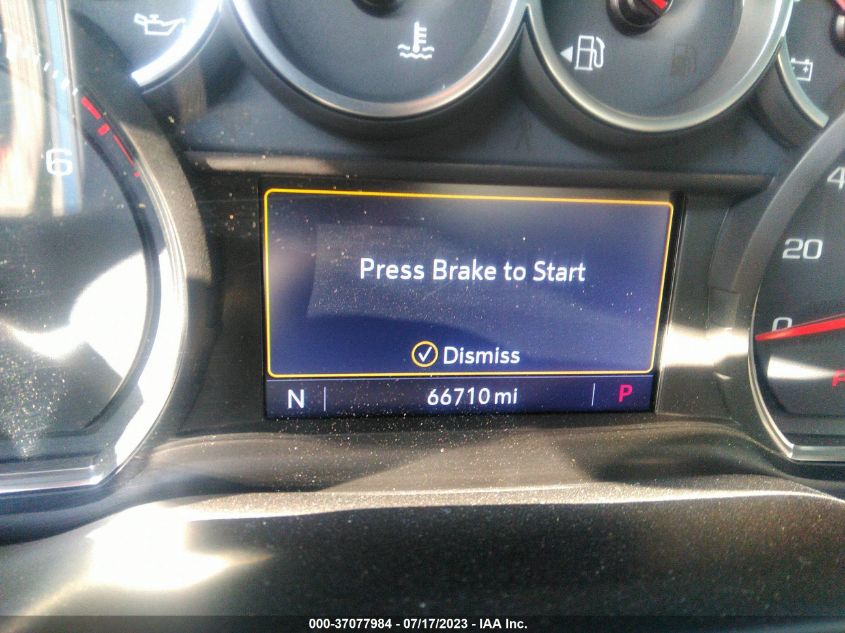 6
4
20
0
Press Brake to Start
Dismiss
N 66710 mi P
000-37077984 - 07/17/2023 - IAA Inc.